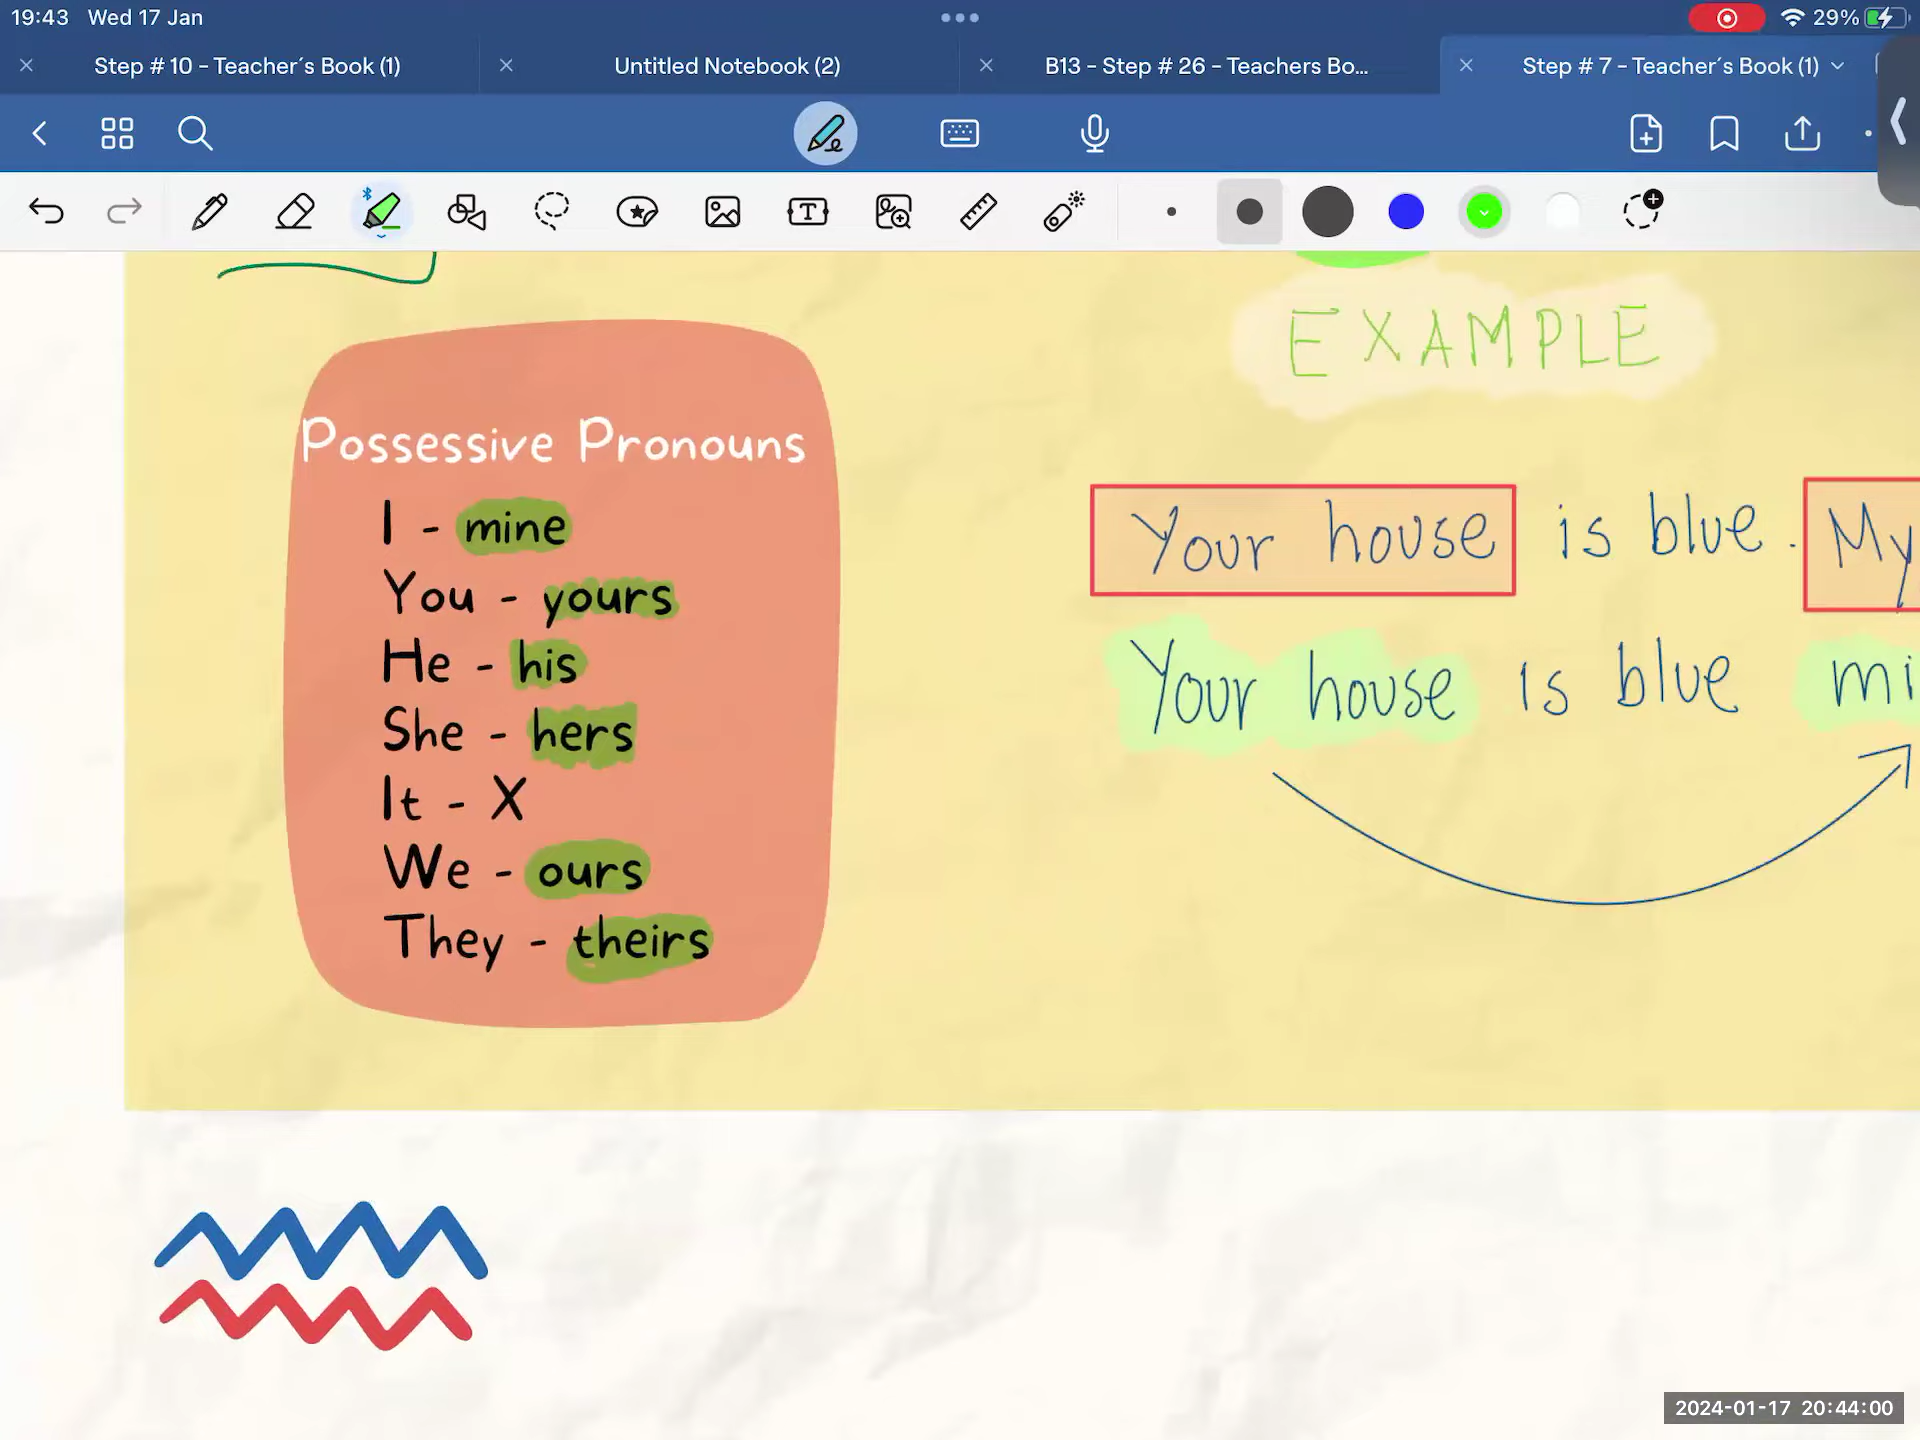 19:43 Wed 17 Jan 29%
Step # 10 - Teacher´s Book (1) Untitled Notebook (2) B13 - Step # 26 - Teachers Bo... Step # 7 - Teacher´s Book (1)
EXAMPLE
Possessive Pronouns
I - mine
You - yours
He - his
She - hers
It - X
We - ours
They - theirs
Your house is blue. My
Your house is blue mi
2024-01-17 20:44:00